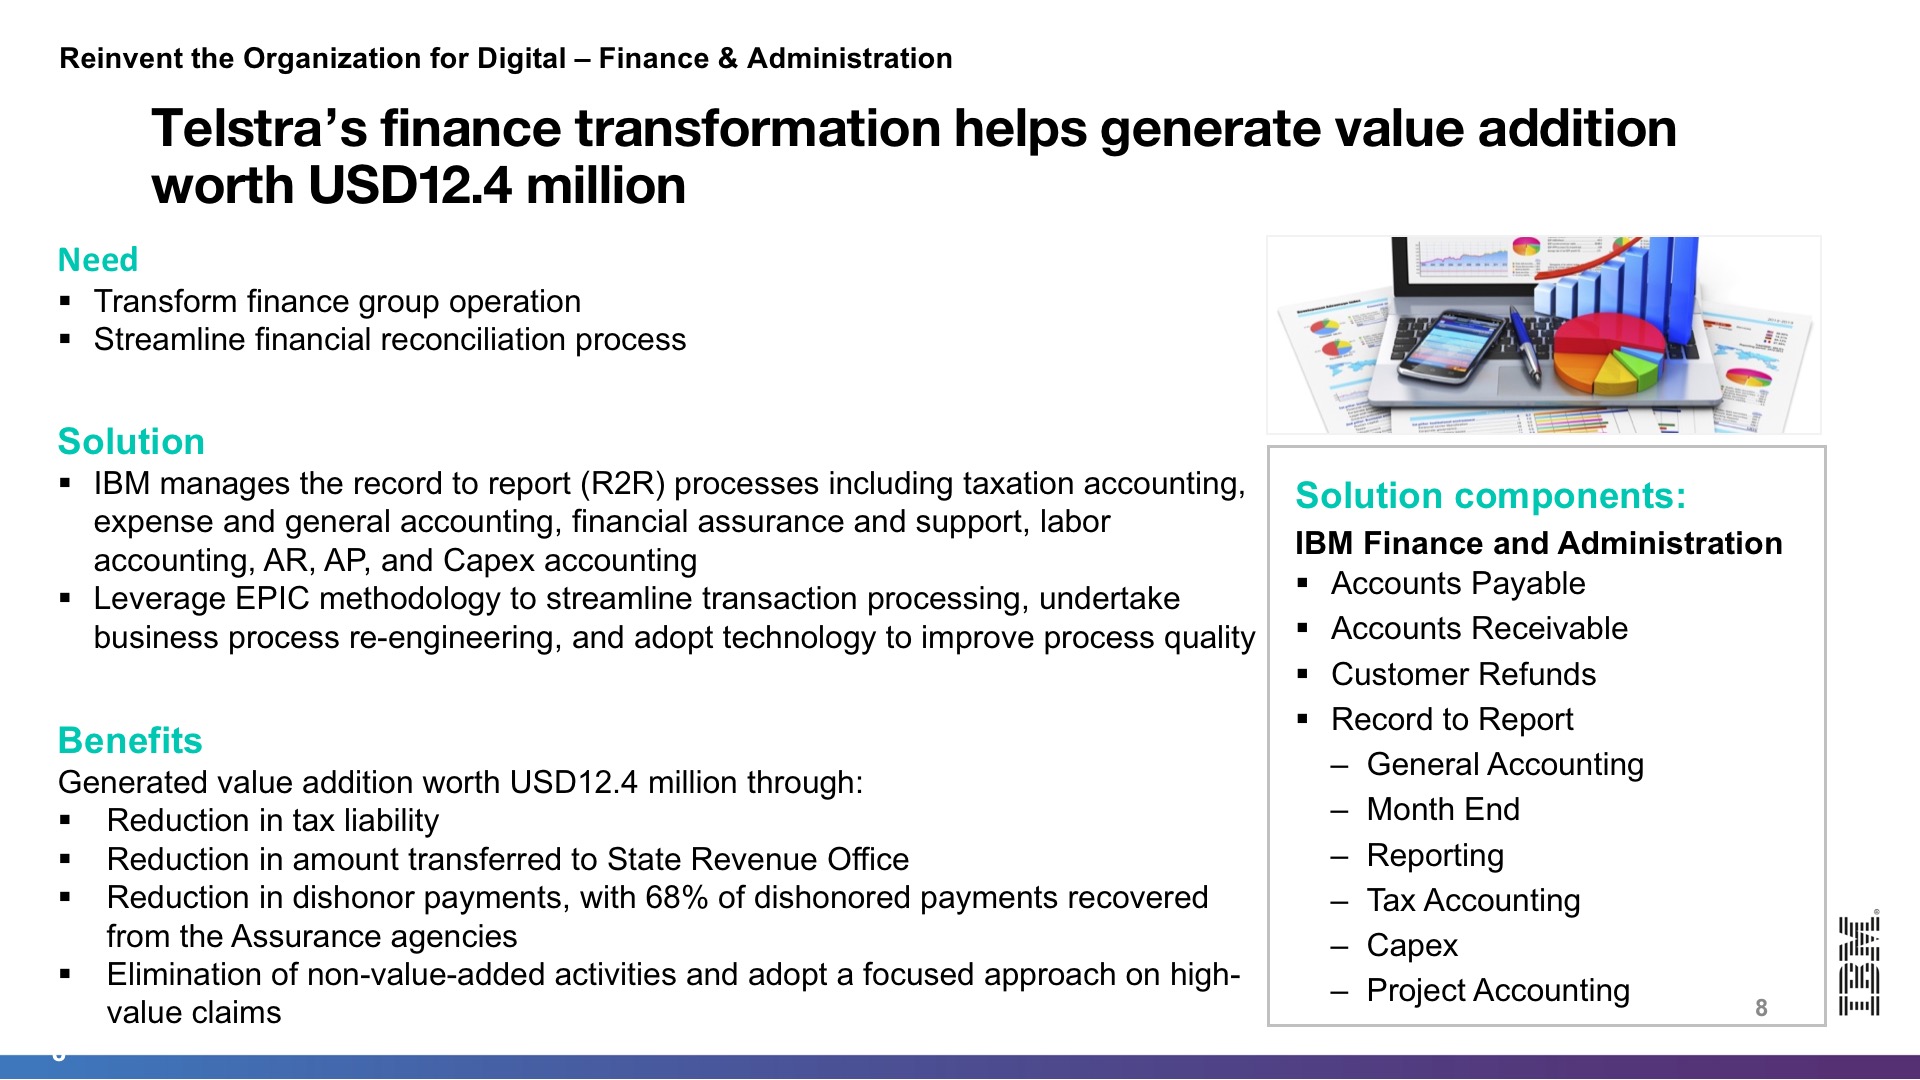 Reinvent the Organization for Digital – Finance & Administration
Telstra’s finance transformation helps generate value addition
worth USD12.4 million
Need
▪ Transform finance group operation
▪ Streamline financial reconciliation process
Solution
▪ IBM manages the record to report (R2R) processes including taxation accounting,
expense and general accounting, financial assurance and support, labor
accounting, AR, AP, and Capex accounting
▪ Leverage EPIC methodology to streamline transaction processing, undertake
business process re-engineering, and adopt technology to improve process quality
Benefits
Generated value addition worth USD12.4 million through:
▪ Reduction in tax liability
▪ Reduction in amount transferred to State Revenue Office
▪ Reduction in dishonor payments, with 68% of dishonored payments recovered
from the Assurance agencies
▪ Elimination of non-value-added activities and adopt a focused approach on high-
value claims
Solution components:
IBM Finance and Administration
▪ Accounts Payable
▪ Accounts Receivable
▪ Customer Refunds
▪ Record to Report
– General Accounting
– Month End
– Reporting
– Tax Accounting
– Capex
– Project Accounting
8
IBM®